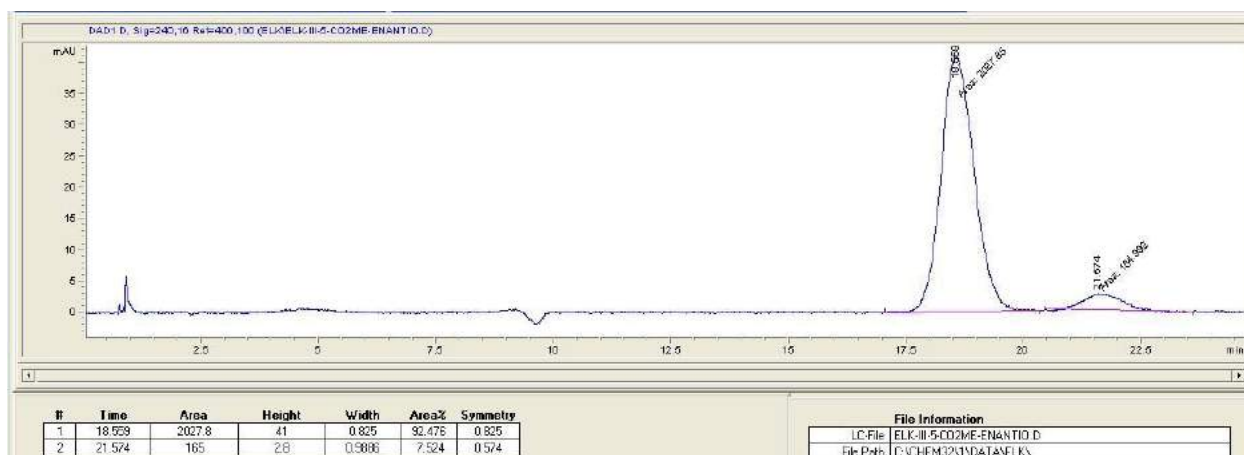 DAD1 D, Sig=240,16 Ref=400,100 (ELK\ELK-III-5-CO2ME-ENANTIO.D)
mAU
35
30
25
20
15
10
5
0
18.559
Area: 2027.85
21.574
Area: 164.992
2.5 5 7.5 10 12.5 15 17.5 20 22.5 min
# Time Area Height Width Area% Symmetry
1 18.559 2027.8 41 0.825 92.476 0.825
2 21.574 165 2.8 0.9886 7.524 0.574
File Information
LC-File ELK-III-5-CO2ME-ENANTIO.D
File Path C:\CHEM32\1\DATA\ELK\